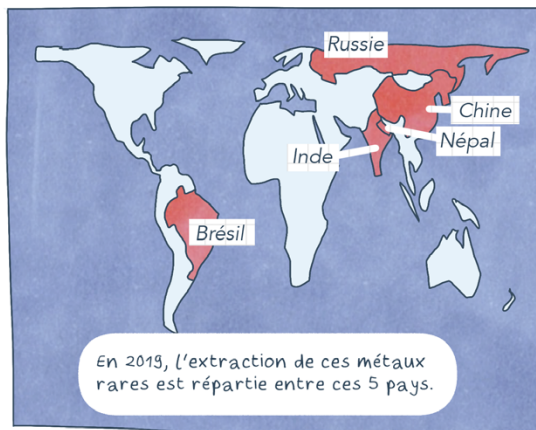 Russie
Chine
Népal
Inde
Brésil
En 2019, l'extraction de ces métaux
rares est répartie entre ces 5 pays.